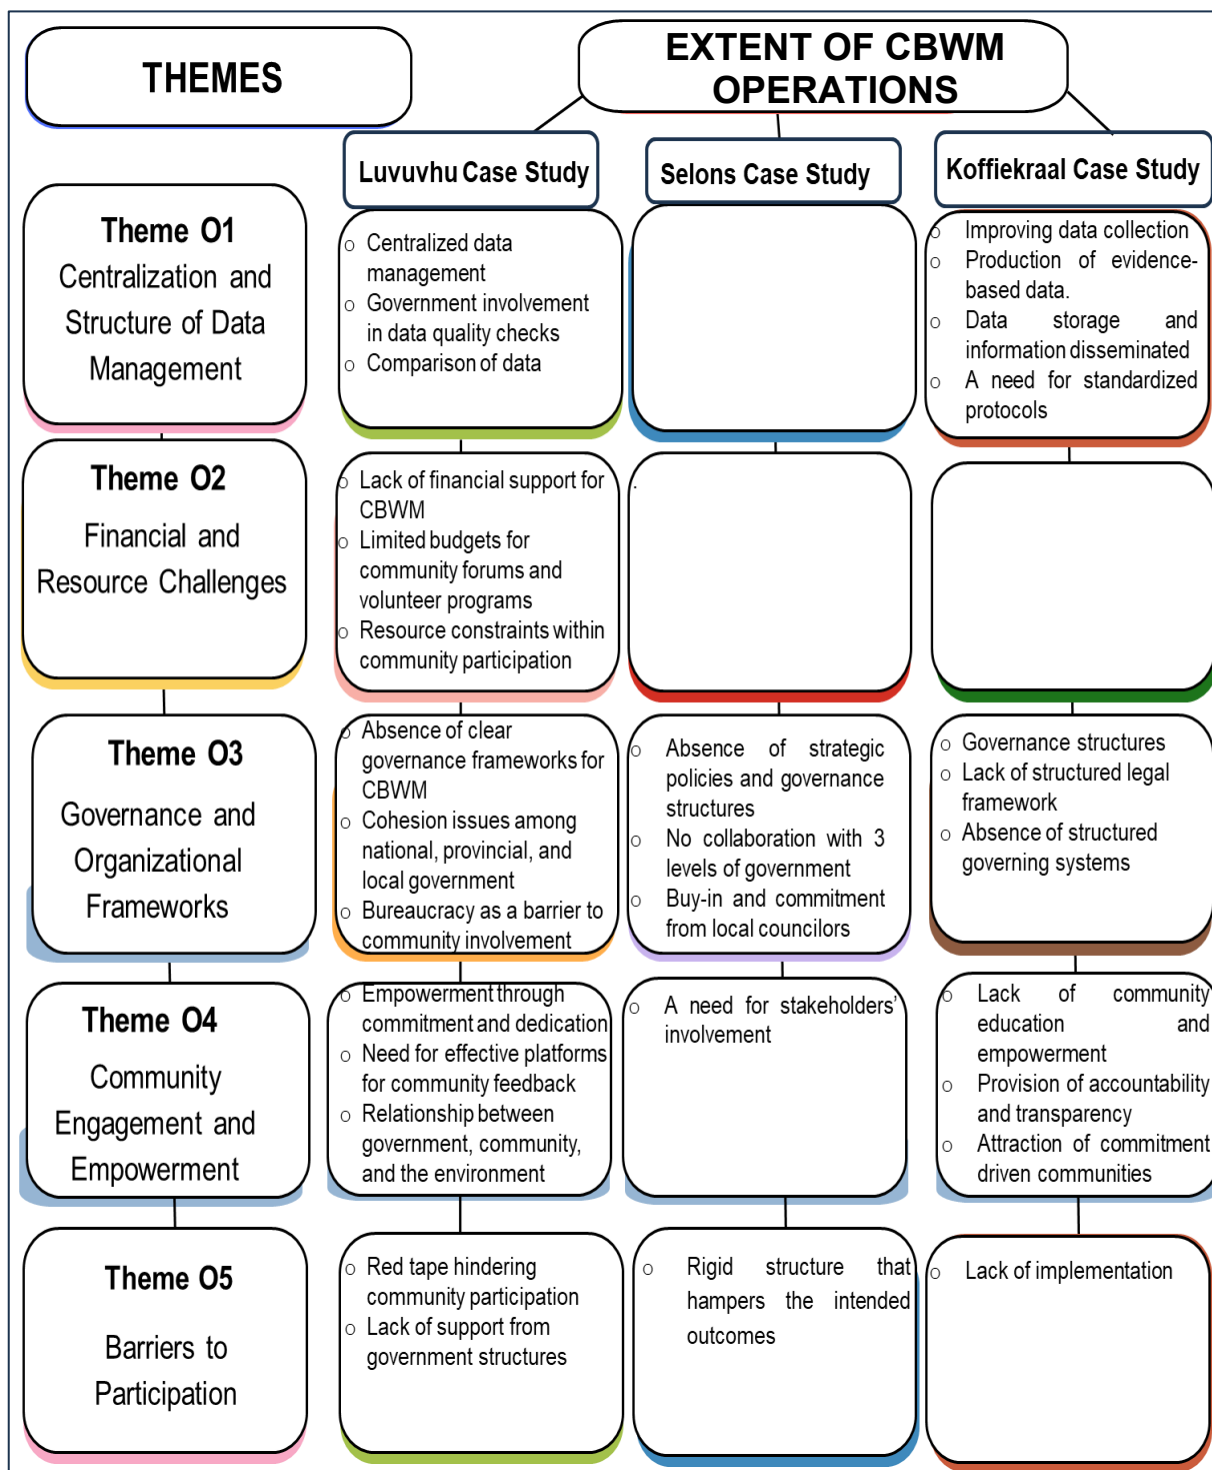 THEMES
EXTENT OF CBWM
OPERATIONS
Luvuvhu Case Study
Selons Case Study
Koffiekraal Case Study
Theme O1
Centralization and
Structure of Data
Management
o Centralized data
management
o Government involvement
in data quality checks
o Comparison of data
o Improving data collection
o Production of evidence-
based data.
o Data storage and
information disseminated
o A need for standardized
protocols
Theme O2
Financial and
Resource Challenges
o Lack of financial support for
CBWM
o Limited budgets for
community forums and
volunteer programs
o Resource constraints within
community participation
.
Theme O3
Governance and
Organizational
Frameworks
o Absence of clear
governance frameworks for
CBWM
o Cohesion issues among
national, provincial, and
local government
o Bureaucracy as a barrier to
community involvement
o Absence of strategic
policies and governance
structures
o No collaboration with 3
levels of government
o Buy-in and commitment
from local councilors
o Governance structures
o Lack of structured legal
framework
o Absence of structured
governing systems
Theme O4
Community
Engagement and
Empowerment
o Empowerment through
commitment and dedication
o Need for effective platforms
for community feedback
o Relationship between
government, community,
and the environment
o A need for stakeholders’
involvement
o Lack of community
education and
empowerment
o Provision of accountability
and transparency
o Attraction of commitment
driven communities
Theme O5
Barriers to
Participation
o Red tape hindering
community participation
o Lack of support from
government structures
o Rigid structure that
hampers the intended
outcomes
o Lack of implementation